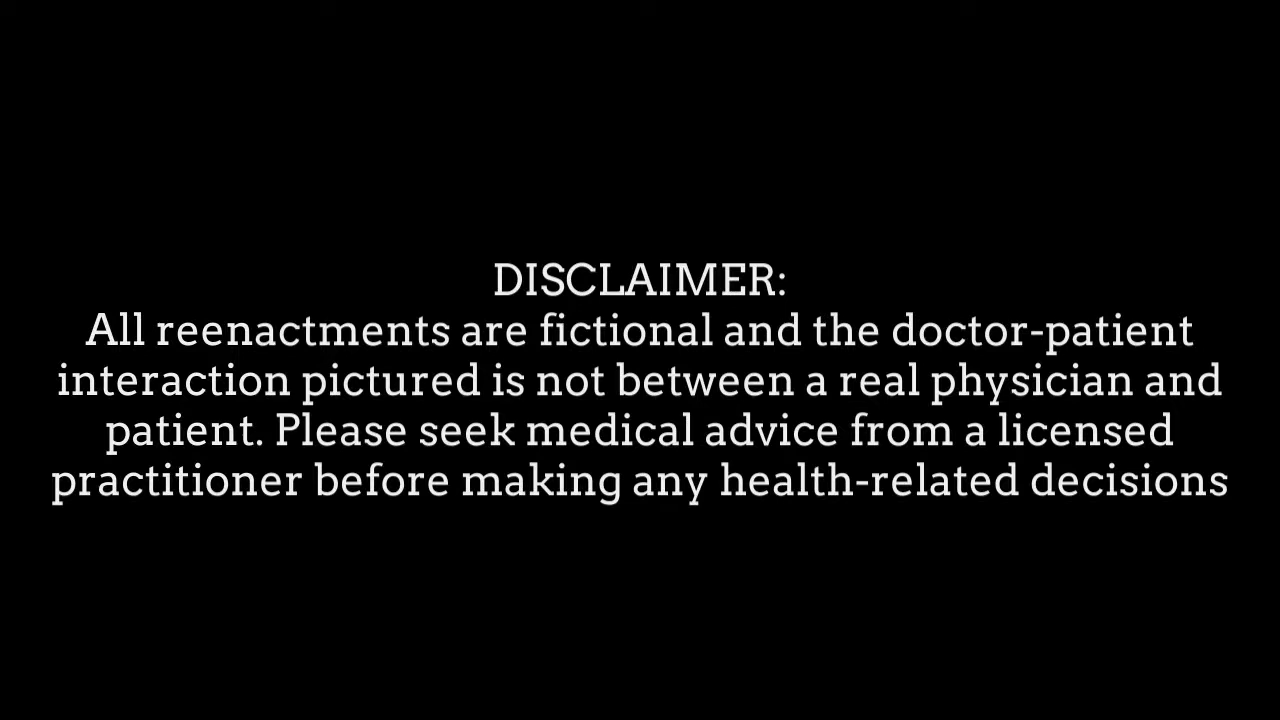 DISCLAIMER:
All reenactments are fictional and the doctor-patient
interaction pictured is not between a real physician and
patient. Please seek medical advice from a licensed
practitioner before making any health-related decisions